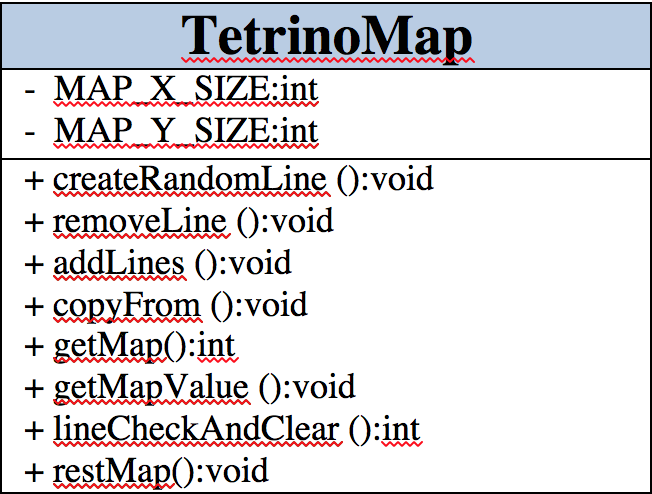 TetrinoMap
- MAP_X_SIZE:int
- MAP_Y_SIZE:int
+ createRandomLine ():void
+ removeLine ():void
+ addLines ():void
+ copyFrom ():void
+ getMap():int
+ getMapValue ():void
+ lineCheckAndClear ():int
+ restMap():void